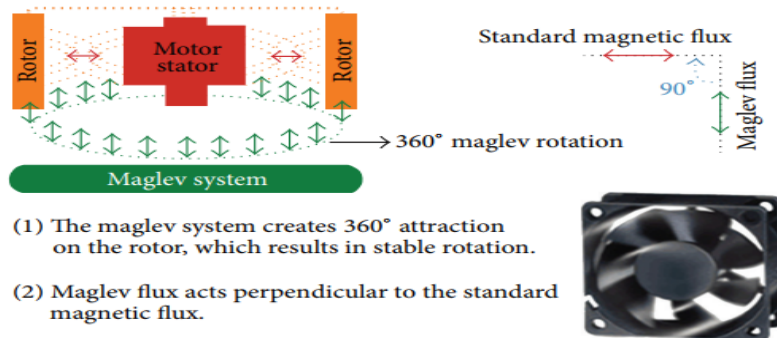 Rotor
Motor
stator
Rotor
Standard magnetic flux
90°
Maglev flux
360° maglev rotation
Maglev system
(1) The maglev system creates 360° attraction
on the rotor, which results in stable rotation.
(2) Maglev flux acts perpendicular to the standard
magnetic flux.